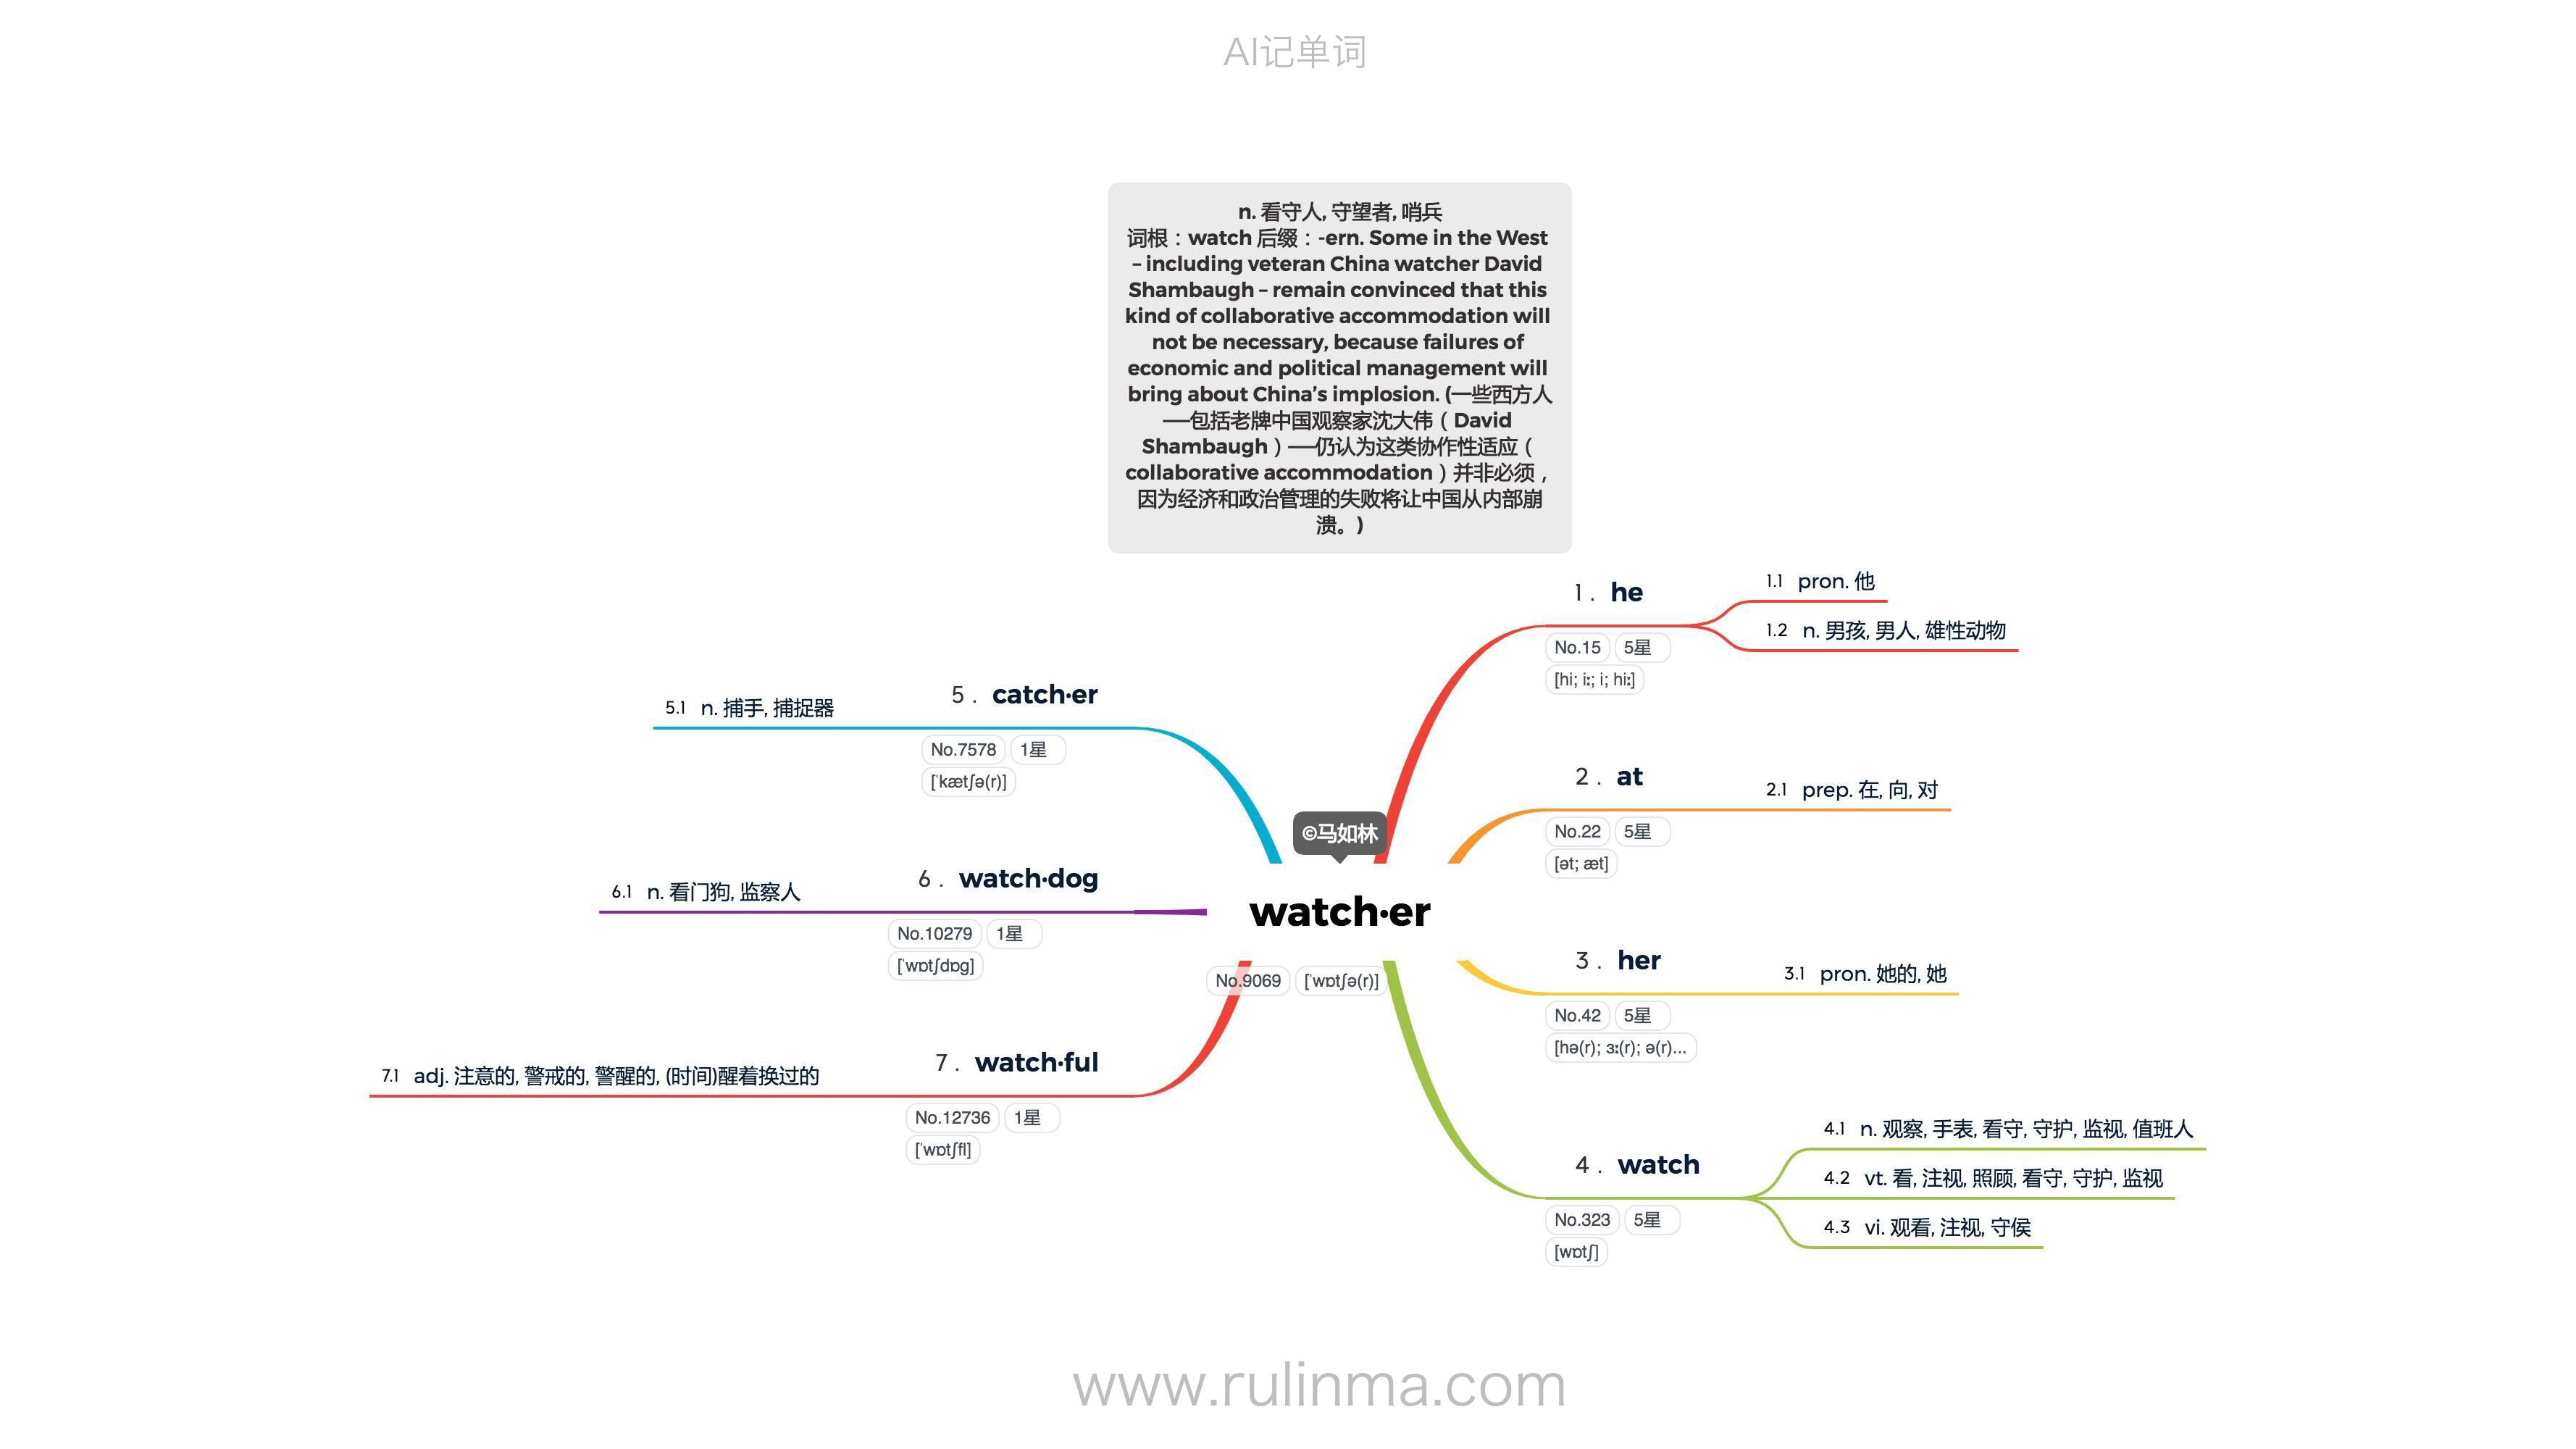 AI记单词
n. 看守人, 守望者, 哨兵
词根：watch 后缀：-ern. Some in the West
– including veteran China watcher David
Shambaugh – remain convinced that this
kind of collaborative accommodation will
not be necessary, because failures of
economic and political management will
bring about China’s implosion. (一些西方人
──包括老牌中国观察家沈大伟（David
Shambaugh）──仍认为这类协作性适应（
collaborative accommodation）并非必须，
因为经济和政治管理的失败将让中国从内部崩
溃。)
©马如林
watch·er
No.9069 [ˈwɒtʃə(r)]
1. he
No.15 5星
[hi; iː; i; hiː]
1.1 pron. 他
1.2 n. 男孩, 男人, 雄性动物
2. at
No.22 5星
[ət; æt]
2.1 prep. 在, 向, 对
3. her
No.42 5星
[hə(r); ɜː(r); ə(r)...
3.1 pron. 她的, 她
4. watch
No.323 5星
[wɒtʃ]
4.1 n. 观察, 手表, 看守, 守护, 监视, 值班人
4.2 vt. 看, 注视, 照顾, 看守, 守护, 监视
4.3 vi. 观看, 注视, 守侯
5. catch·er
No.7578 1星
[ˈkætʃə(r)]
5.1 n. 捕手, 捕捉器
6. watch·dog
No.10279 1星
[ˈwɒtʃdɒg]
6.1 n. 看门狗, 监察人
7. watch·ful
No.12736 1星
[ˈwɒtʃfl]
7.1 adj. 注意的, 警戒的, 警醒的, (时间)醒着换过的
www.rulinma.com